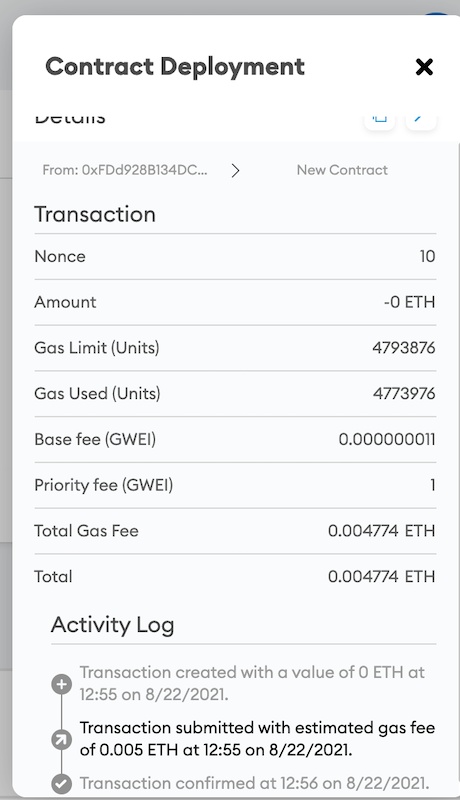 Contract Deployment
Details
From: 0xFDd928B134DC...
New Contract
Transaction
Nonce 10
Amount -0 ETH
Gas Limit (Units) 4793876
Gas Used (Units) 4773976
Base fee (GWEI) 0.000000011
Priority fee (GWEI) 1
Total Gas Fee 0.004774 ETH
Total 0.004774 ETH
Activity Log
Transaction created with a value of 0 ETH at
12:55 on 8/22/2021.
Transaction submitted with estimated gas fee
of 0.005 ETH at 12:55 on 8/22/2021.
Transaction confirmed at 12:56 on 8/22/2021.